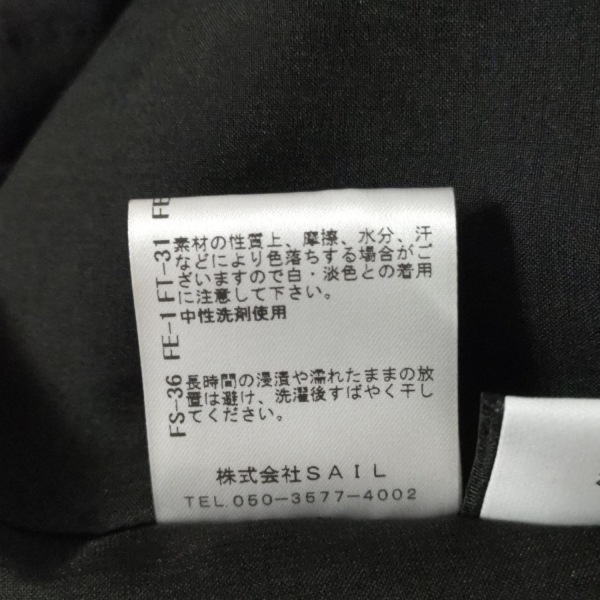 素材の性質上、摩擦、水分、汗
などにより色落ちする場合がご
ざいますので白・淡色との着用
に注意して下さい。
中性洗剤使用
長時間の浸漬や濡れたままの放
置は避け、洗濯後すばやく干し
てください。
株式会社SAIL
TEL.050-3577-4002
FS-36 FE-1 FT-31